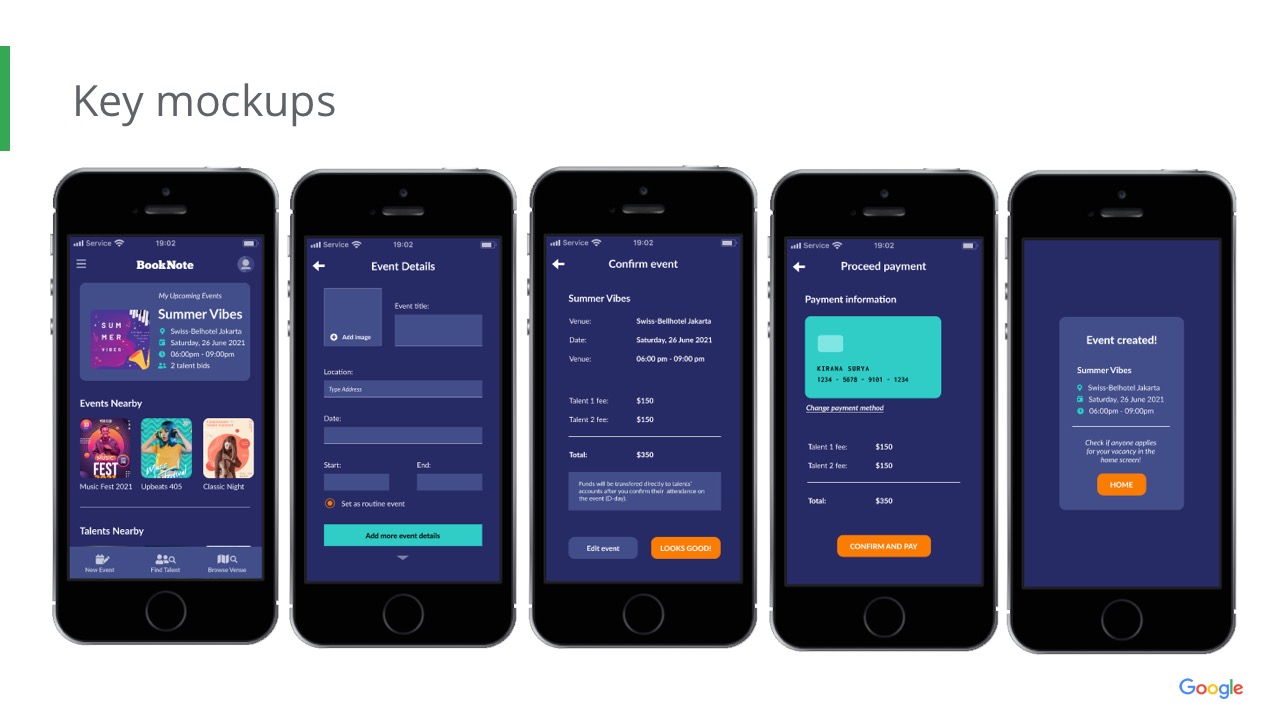 Key mockups
Service 19:02
BookNote
My Upcoming Events
Summer Vibes
Swiss-Belhotel Jakarta
Saturday, 26 June 2021
06:00pm - 09:00pm
2 talent bids
SUM
MER
VIBES
Events Nearby
FEST
Music Fest 2021 Upbeats 405 Classic Night
Talents Nearby
New Event Find Talent Browse Venue
Service 19:02
Event Details
Event title:
Add image
Location:
Type Address
Date:
Start: End:
Set as routine event
Add more event details
Service 19:02
Confirm event
Summer Vibes
Venue: Swiss-Belhotel Jakarta
Date: Saturday, 26 June 2021
Venue: 06:00 pm - 09:00 pm
Talent 1 fee: $150
Talent 2 fee: $150
Total: $350
Funds will be transferred directly to talents'
accounts after you confirm their attendance on
the event (D-day).
Edit event LOOKS GOOD!
Service 19:02
Proceed payment
Payment information
KIRANA SURYA
1234 - 5678 - 9101 - 1234
Change payment method
Talent 1 fee: $150
Talent 2 fee: $150
Total: $350
CONFIRM AND PAY
Event created!
Summer Vibes
Swiss-Belhotel Jakarta
Saturday, 26 June 2021
06:00pm - 09:00pm
Check if anyone applies
for your vacancy in the
home screen!
HOME
Google